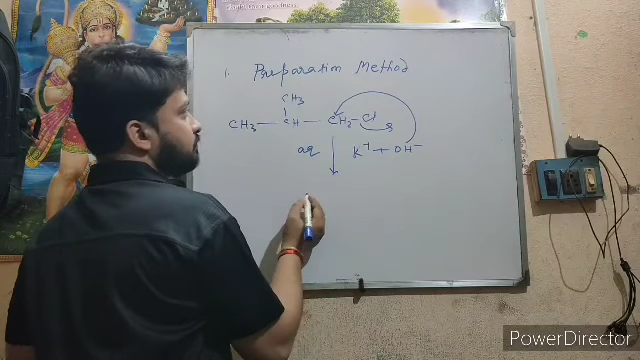 1. Preparation Method
CH3
CH3 — CH — CH2 — Cl
aq K+ + OH−
PowerDirector